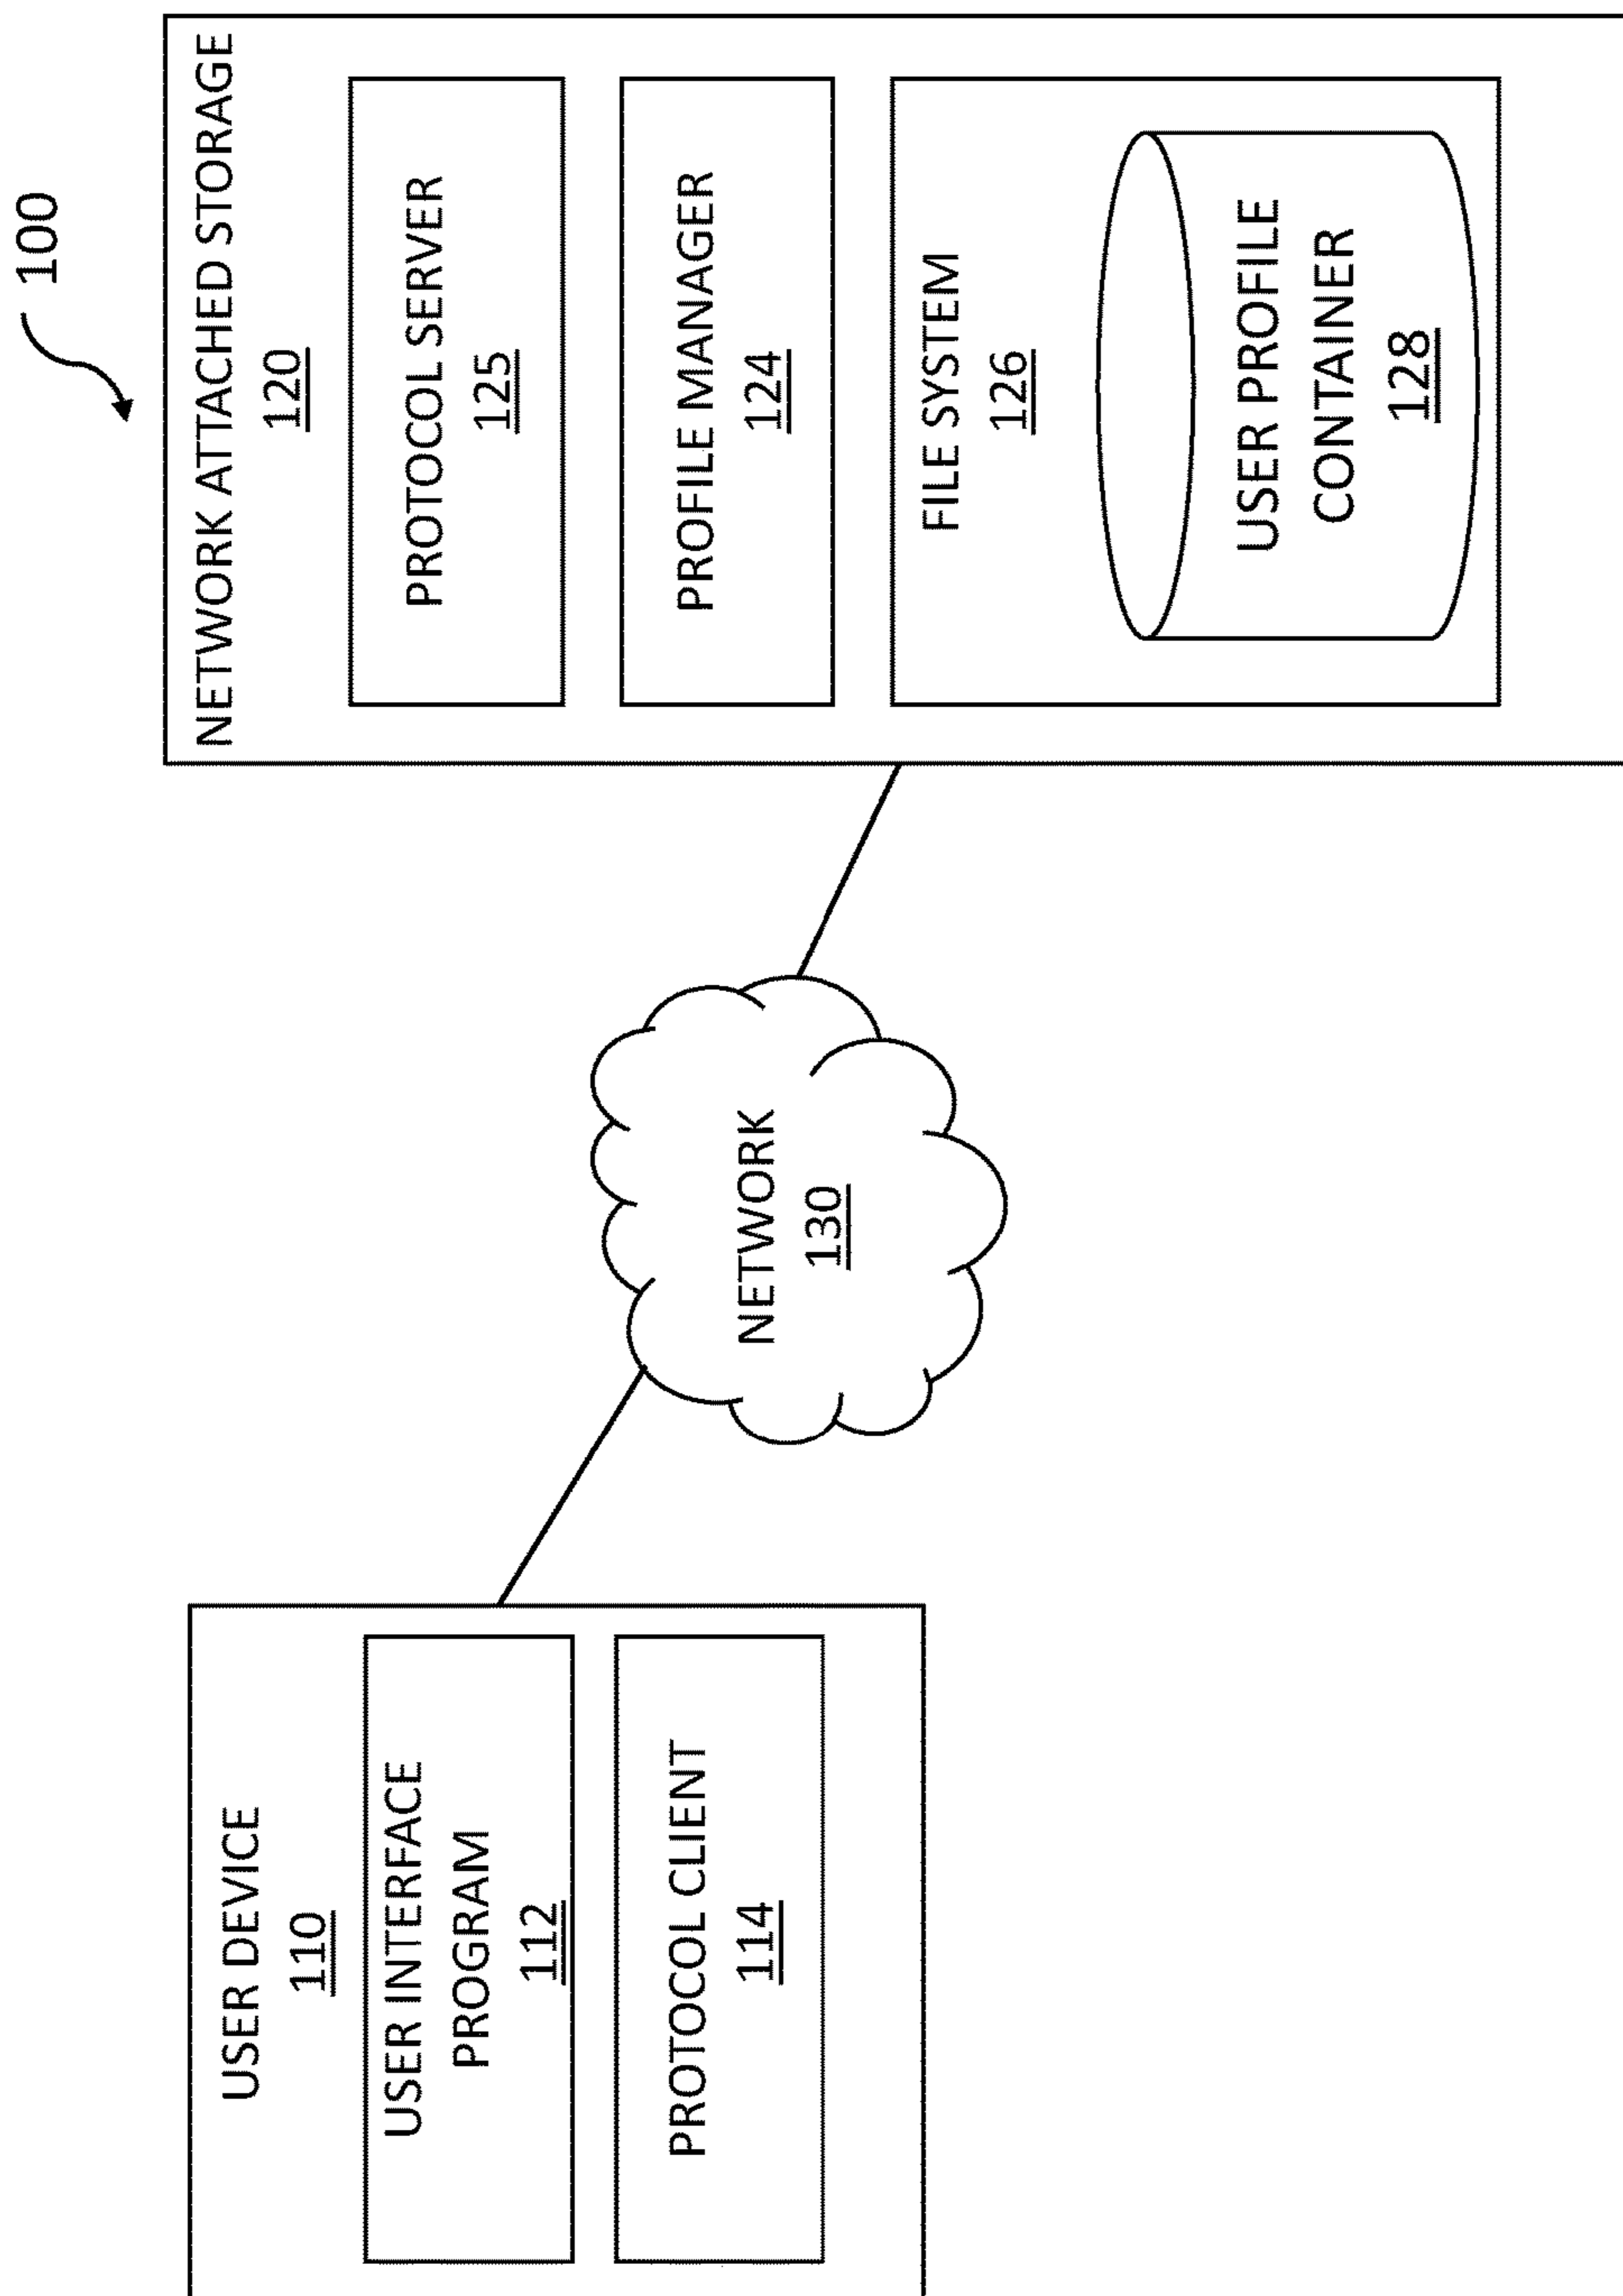 100
USER DEVICE
110
USER INTERFACE
PROGRAM
112
PROTOCOL CLIENT
114
NETWORK
130
NETWORK ATTACHED STORAGE
120
PROTOCOL SERVER
125
PROFILE MANAGER
124
FILE SYSTEM
126
USER PROFILE
CONTAINER
128